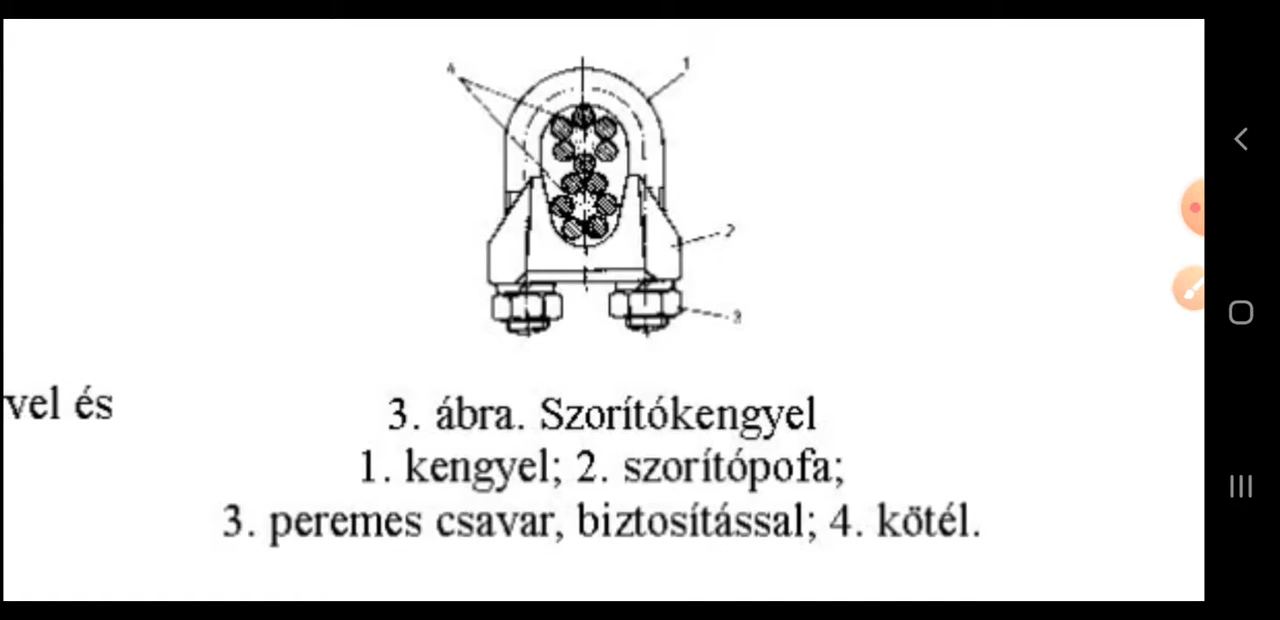 4
1
2
3
vel és
3. ábra. Szorítókengyel
1. kengyel; 2. szorítópofa;
3. peremes csavar, biztosítással; 4. kötél.